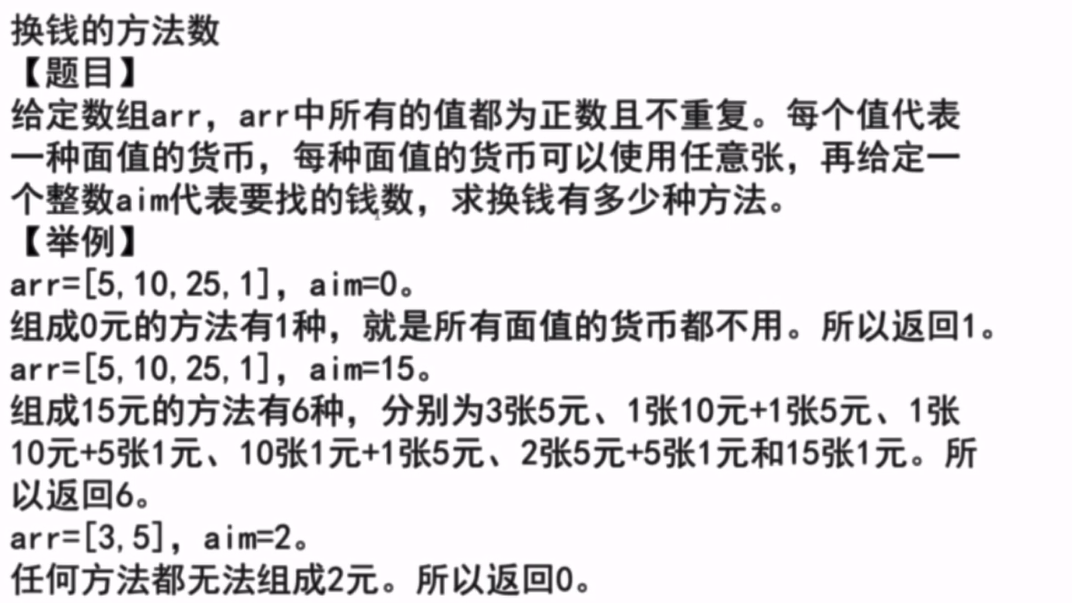 换钱的方法数
【题目】
给定数组arr，arr中所有的值都为正数且不重复。每个值代表
一种面值的货币，每种面值的货币可以使用任意张，再给定一
个整数aim代表要找的钱数，求换钱有多少种方法。
【举例】
arr=[5,10,25,1]，aim=0。
组成0元的方法有1种，就是所有面值的货币都不用。所以返回1。
arr=[5,10,25,1]，aim=15。
组成15元的方法有6种，分别为3张5元、1张10元+1张5元、1张
10元+5张1元、10张1元+1张5元、2张5元+5张1元和15张1元。所
以返回6。
arr=[3,5]，aim=2。
任何方法都无法组成2元。所以返回0。